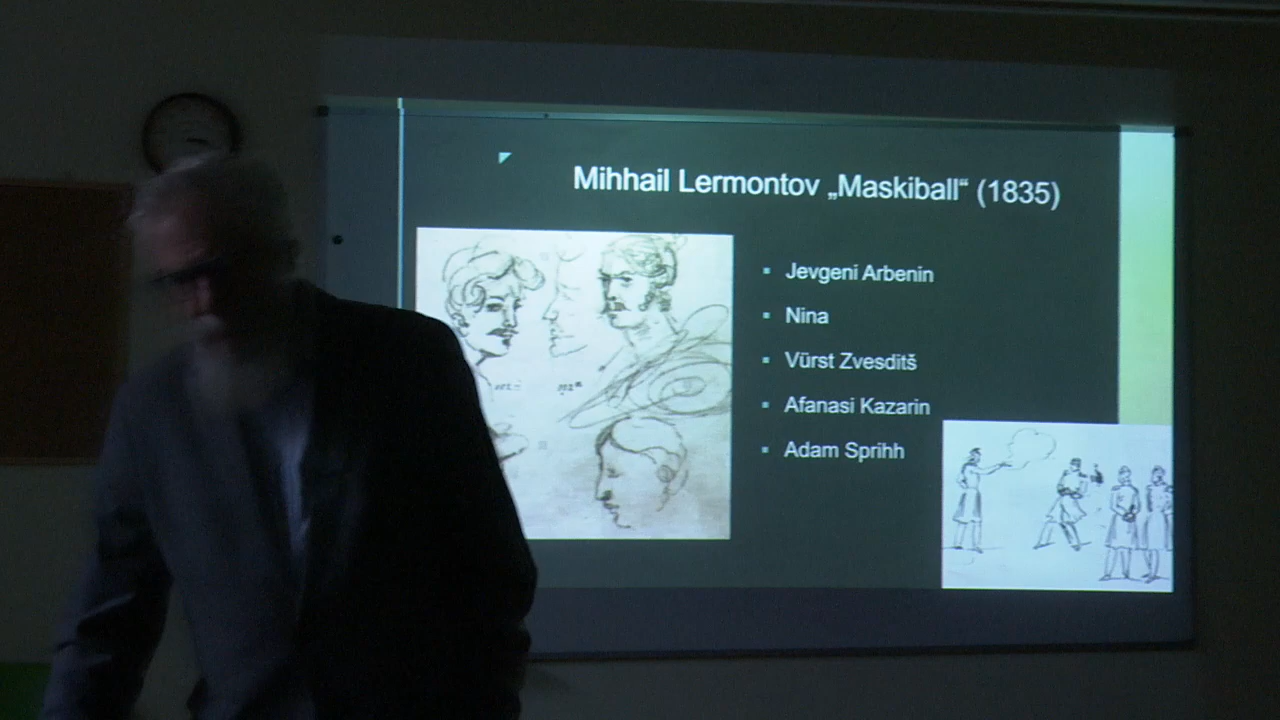 Mihhail Lermontov „Maskiball“ (1835)
Jevgeni Arbenin
Nina
Vürst Zvesditš
Afanasi Kazarin
Adam Sprihh